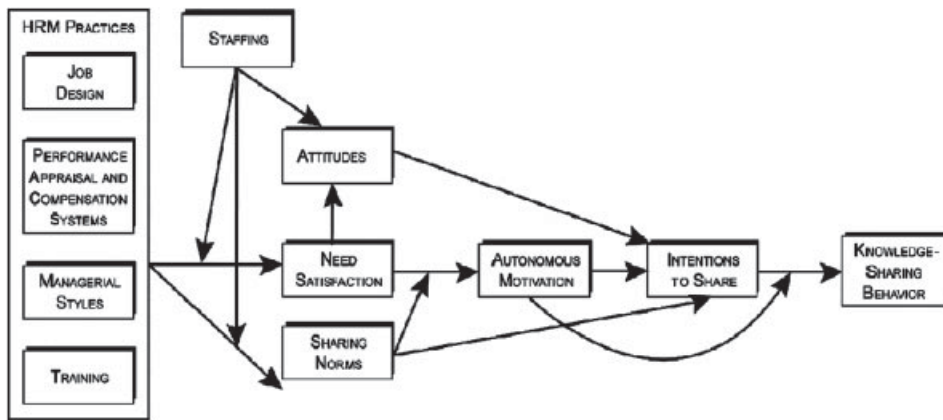 HRM PRACTICES
JOB
DESIGN
PERFORMANCE
APPRAISAL AND
COMPENSATION
SYSTEMS
MANAGERIAL
STYLES
TRAINING
STAFFING
ATTITUDES
NEED
SATISFACTION
SHARING
NORMS
AUTONOMOUS
MOTIVATION
INTENTIONS
TO SHARE
KNOWLEDGE-
SHARING
BEHAVIOR